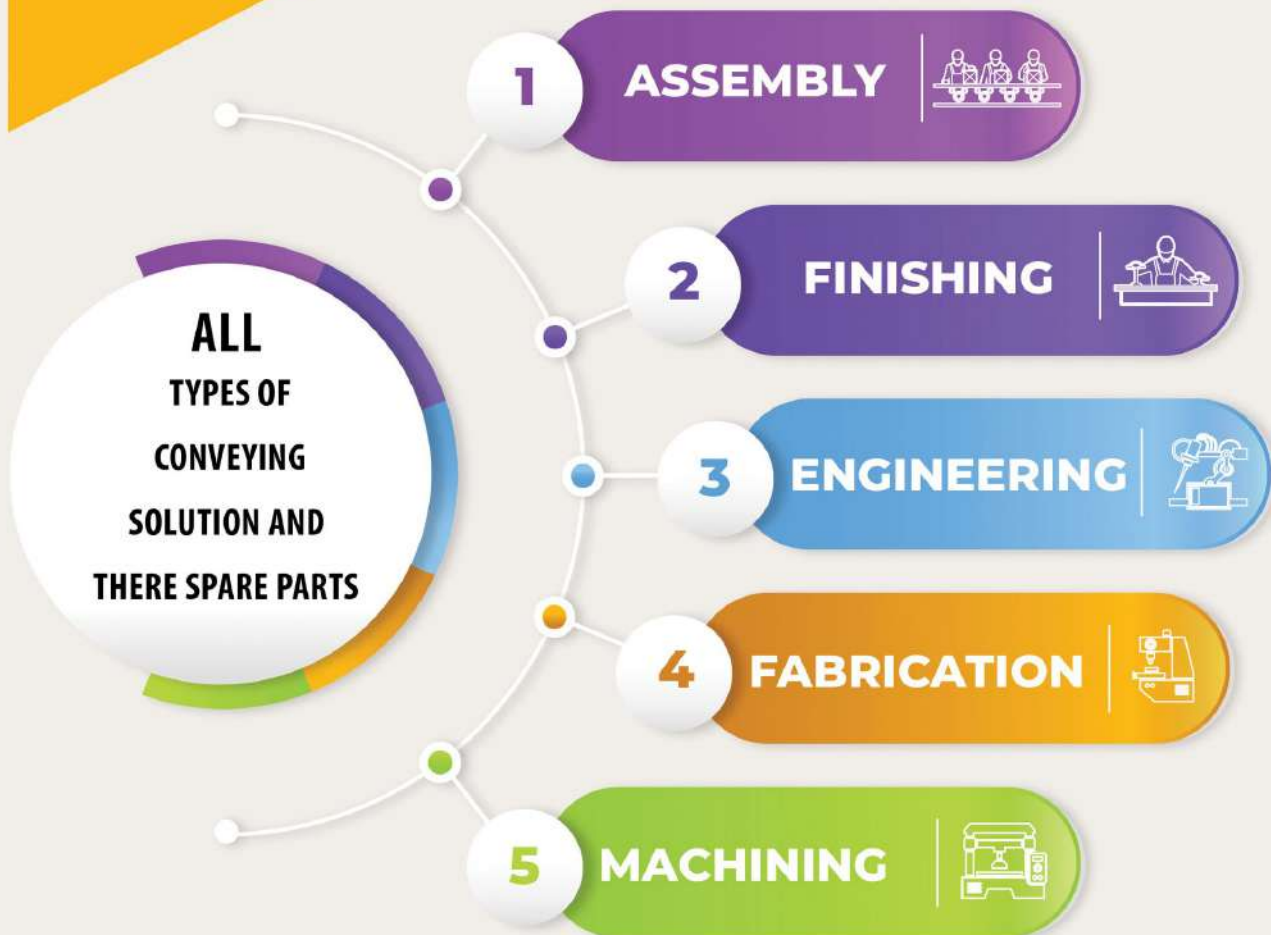 ALL
TYPES OF
CONVEYING
SOLUTION AND
THERE SPARE PARTS
1 ASSEMBLY
2 FINISHING
3 ENGINEERING
4 FABRICATION
5 MACHINING